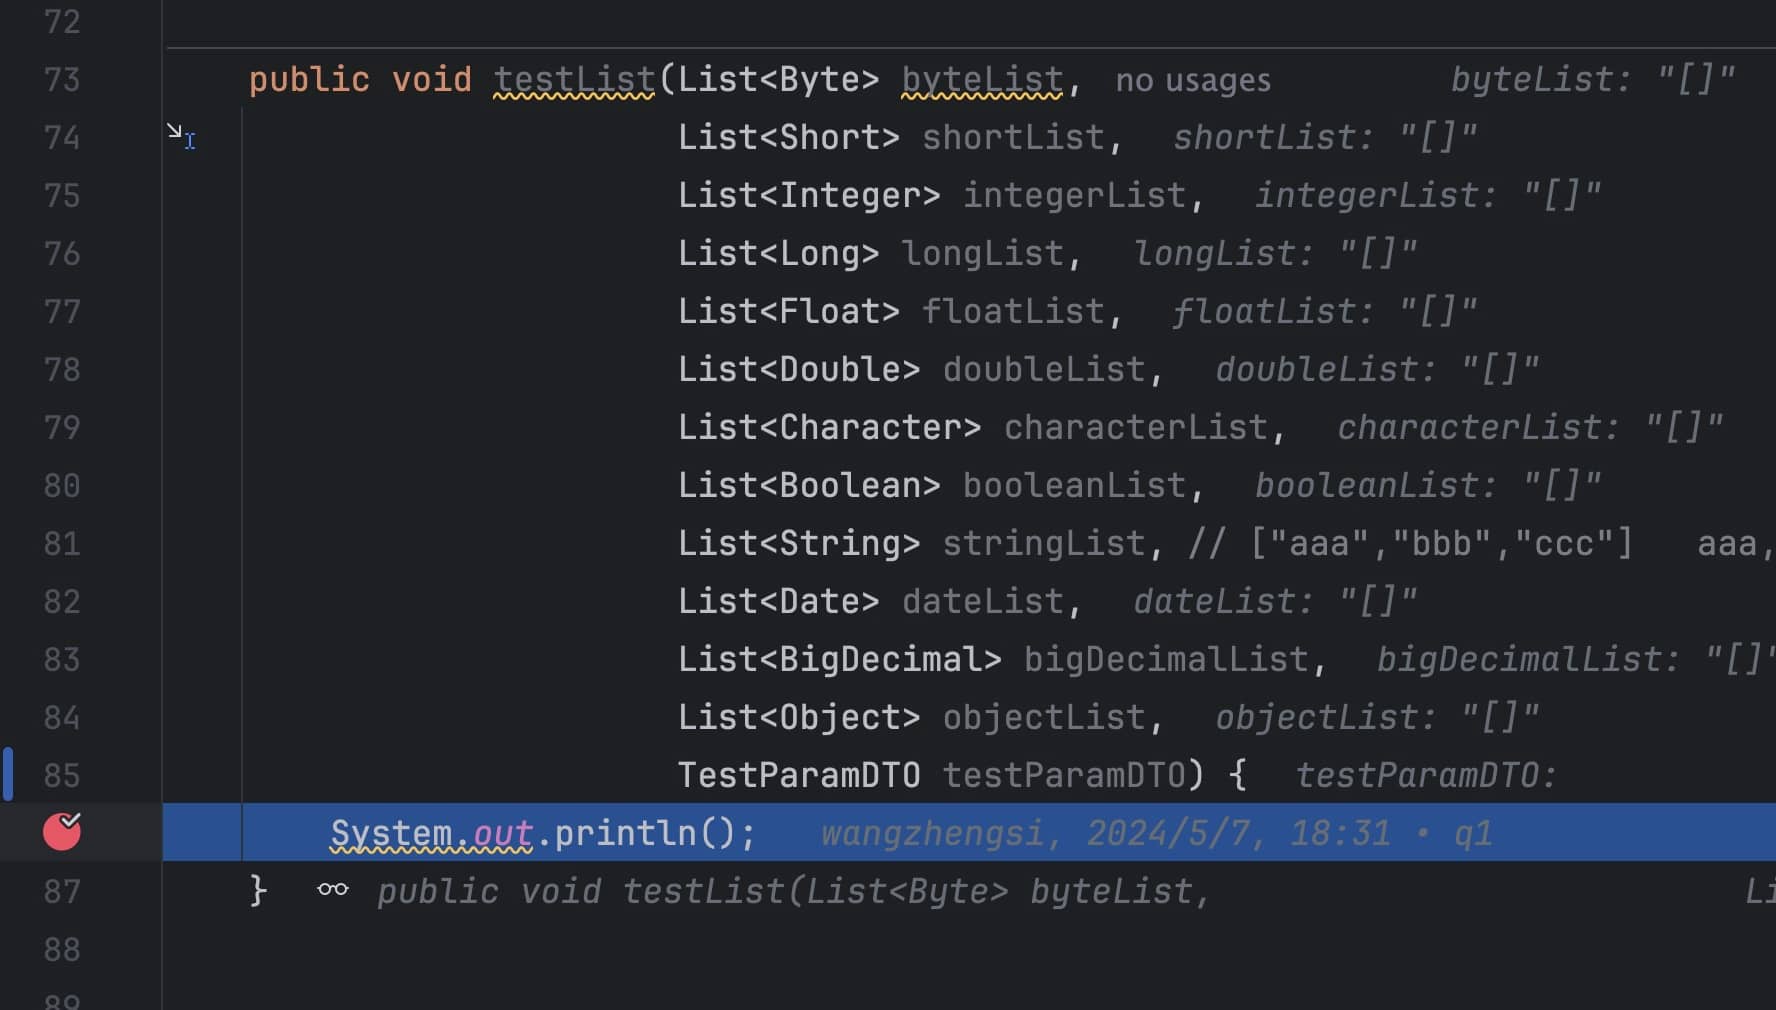 72
73 public void testList(List<Byte> byteList, no usages byteList: "[]"
74 List<Short> shortList, shortList: "[]"
75 List<Integer> integerList, integerList: "[]"
76 List<Long> longList, longList: "[]"
77 List<Float> floatList, floatList: "[]"
78 List<Double> doubleList, doubleList: "[]"
79 List<Character> characterList, characterList: "[]"
80 List<Boolean> booleanList, booleanList: "[]"
81 List<String> stringList, // ["aaa","bbb","ccc"] aaa,
82 List<Date> dateList, dateList: "[]"
83 List<BigDecimal> bigDecimalList, bigDecimalList: "[]"
84 List<Object> objectList, objectList: "[]"
85 TestParamDTO testParamDTO) { testParamDTO:
System.out.println(); wangzhengsi, 2024/5/7, 18:31 • q1
87 } public void testList(List<Byte> byteList, Li
88
89